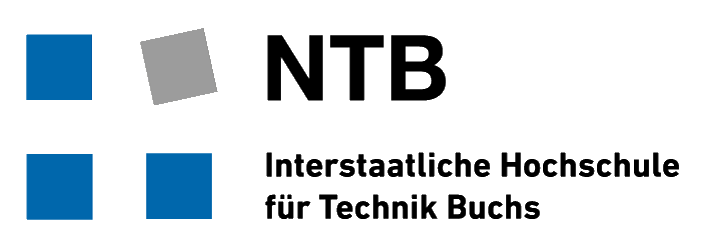 NTB
Interstaatliche Hochschule
für Technik Buchs